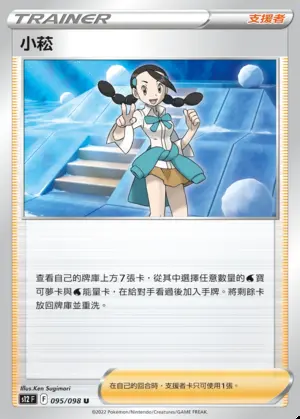 TRAINER
支援者
小菘
查看自己的牌庫上方7張卡，從其中選擇任意數量的寶
可夢卡與能量卡，在給對手看過後加入手牌。將剩餘卡
放回牌庫並重洗。
Illus.Ken Sugimori
S12 F
F
095/098 U
在自己的回合時，支援者卡只可使用1張。
©2022 Pokémon/Nintendo/Creatures/GAME FREAK.